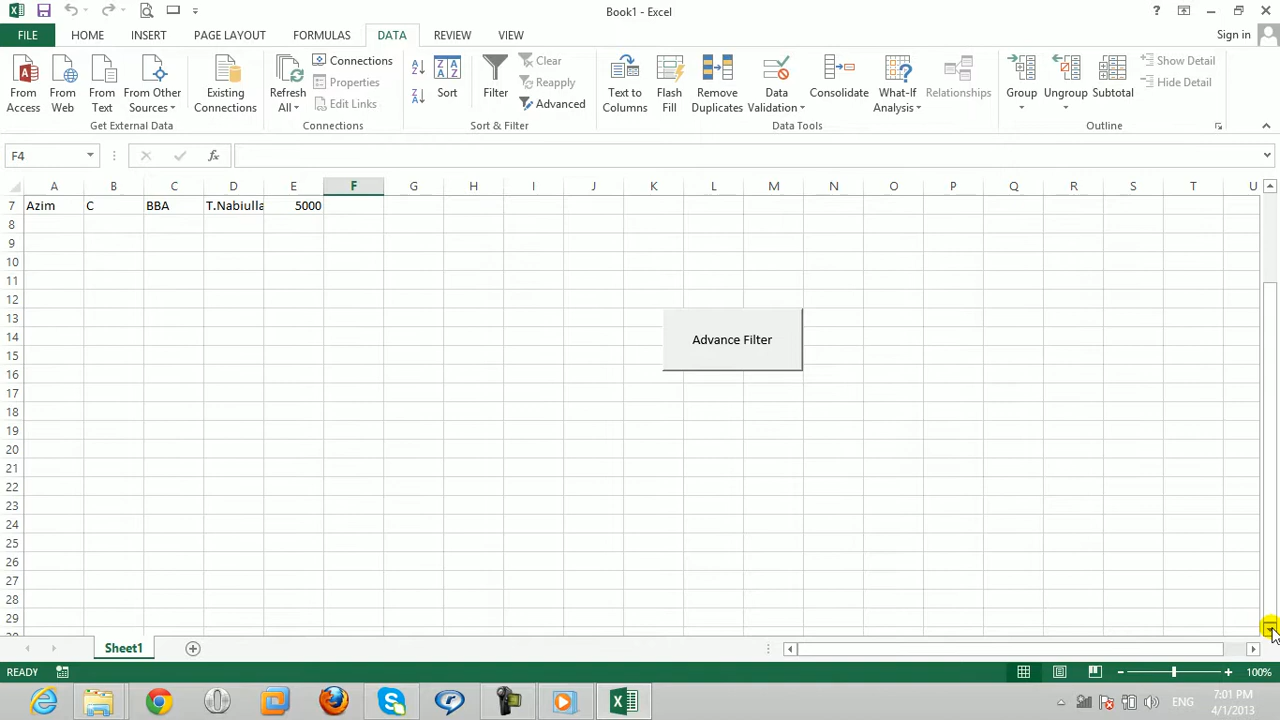 Book1 - Excel
?
FILE HOME INSERT PAGE LAYOUT FORMULAS DATA REVIEW VIEW Sign in
From Access
From Web
From Text
From Other Sources
Existing Connections
Get External Data
Refresh All
Connections
Properties
Edit Links
Connections
A Z
Z A
Sort
Filter
Clear
Reapply
Advanced
Sort & Filter
Text to Columns
Flash Fill
Remove Duplicates
Data Validation
Consolidate
What-If Analysis
Relationships
Data Tools
Group
Ungroup
Subtotal
Show Detail
Hide Detail
Outline
F4 fx
A B C D E F G H I J K L M N O P Q R S T U
7 Azim C BBA T.Nabiulla 5000
8
9
10
11
12
13
14
15
16
17
18
19
20
21
22
23
24
25
26
27
28
29
Advance Filter
Sheet1
READY 100%
ENG
7:01 PM
4/1/2013